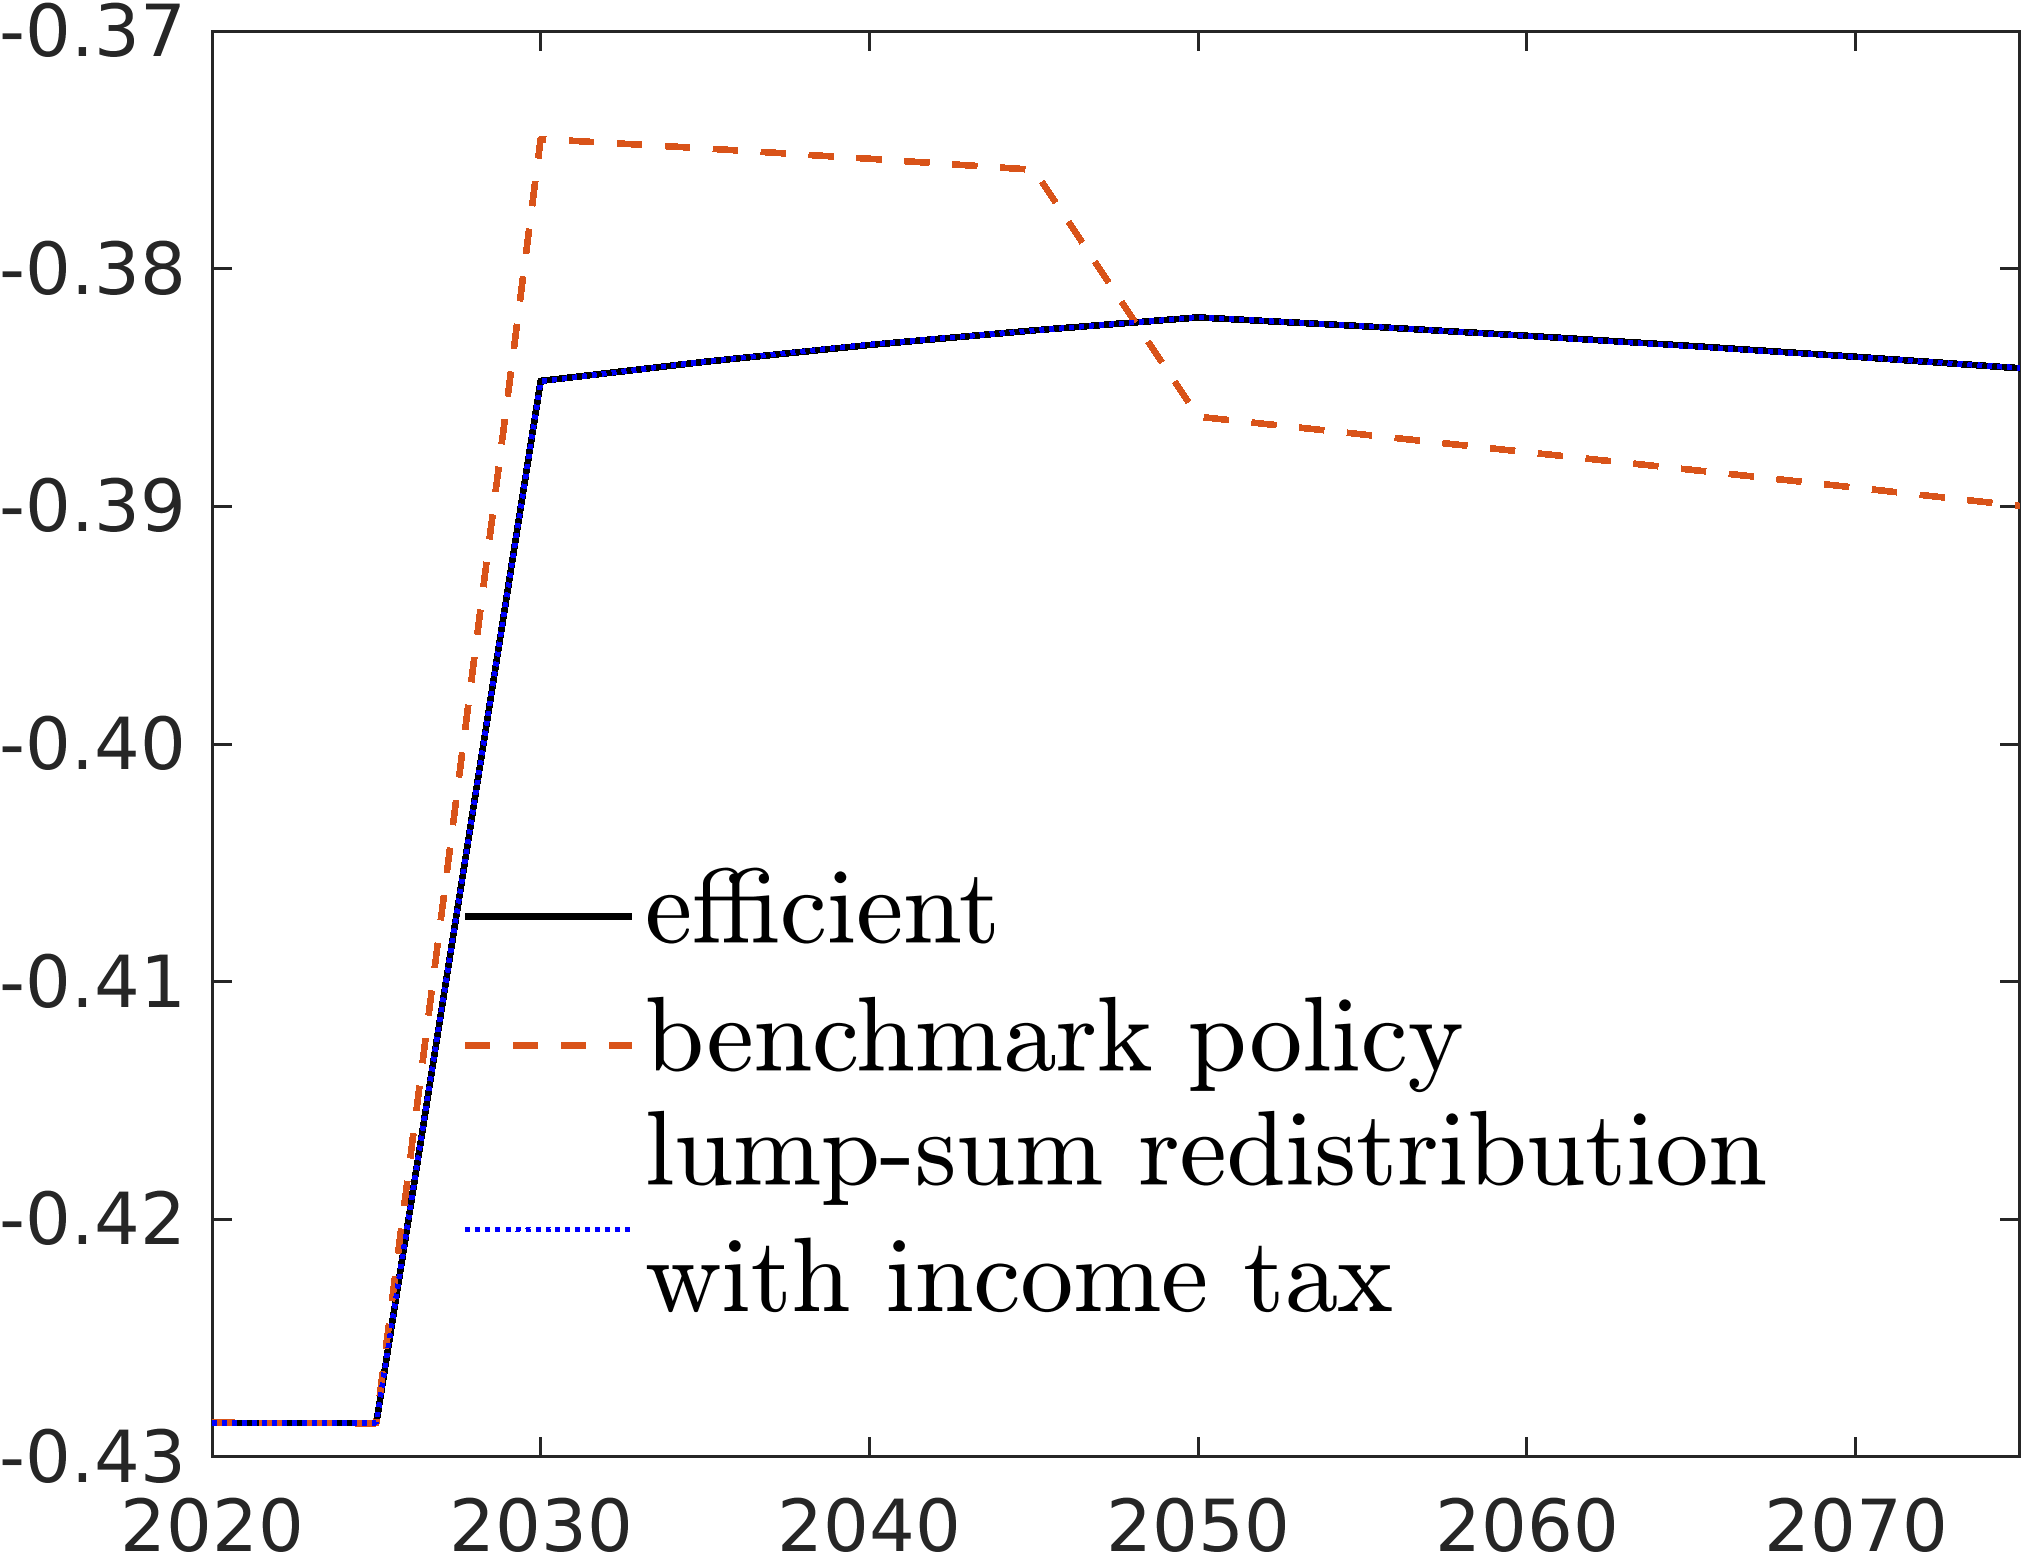 -0.37
-0.38
-0.39
-0.40
-0.41
-0.42
-0.43
efficient
benchmark policy
lump-sum redistribution
with income tax
2020 2030 2040 2050 2060 2070